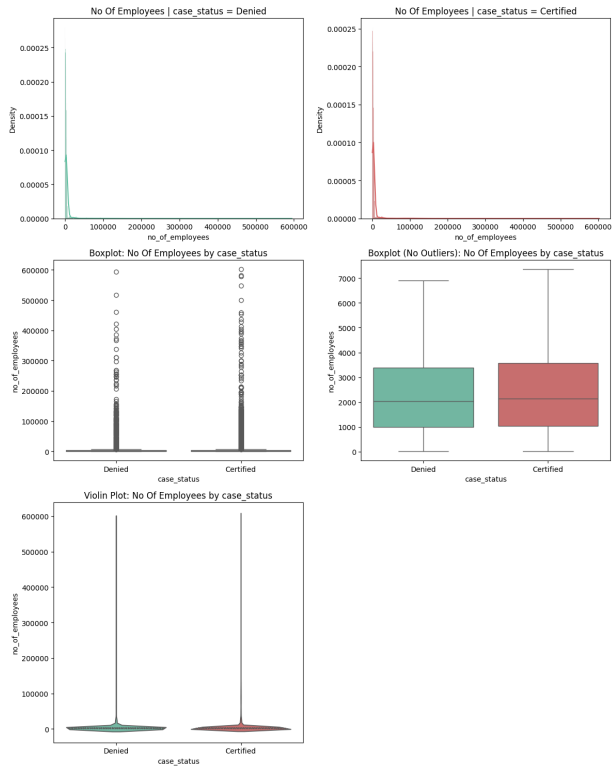 No Of Employees | case_status = Denied
Density
0.00025
0.00020
0.00015
0.00010
0.00005
0.00000
0 100000 200000 300000 400000 500000 600000
no_of_employees
No Of Employees | case_status = Certified
Density
0.00025
0.00020
0.00015
0.00010
0.00005
0.00000
0 100000 200000 300000 400000 500000 600000
no_of_employees
Boxplot: No Of Employees by case_status
no_of_employees
600000
500000
400000
300000
200000
100000
0
Denied Certified
case_status
Boxplot (No Outliers): No Of Employees by case_status
no_of_employees
7000
6000
5000
4000
3000
2000
1000
0
Denied Certified
case_status
Violin Plot: No Of Employees by case_status
no_of_employees
600000
500000
400000
300000
200000
100000
0
Denied Certified
case_status